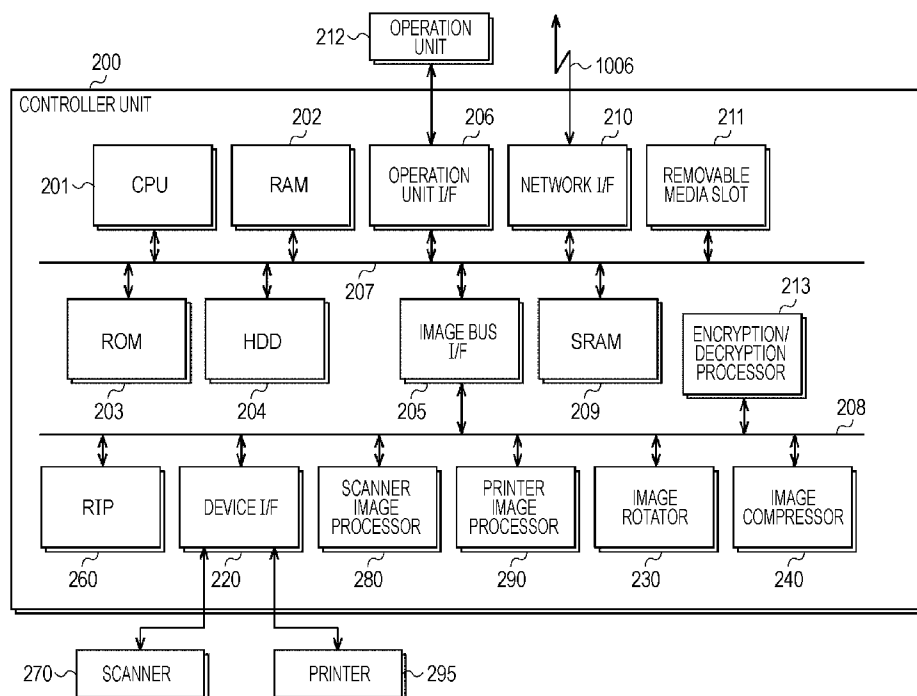 212
OPERATION
UNIT
1006
200
CONTROLLER UNIT
202
206
210
211
201
CPU
RAM
OPERATION
UNIT I/F
NETWORK I/F
REMOVABLE
MEDIA SLOT
207
213
ROM
HDD
IMAGE BUS
I/F
SRAM
ENCRYPTION/
DECRYPTION
PROCESSOR
203
204
205
209
208
RIP
DEVICE I/F
SCANNER
IMAGE
PROCESSOR
PRINTER
IMAGE
PROCESSOR
IMAGE
ROTATOR
IMAGE
COMPRESSOR
260
220
280
290
230
240
270
SCANNER
PRINTER
295